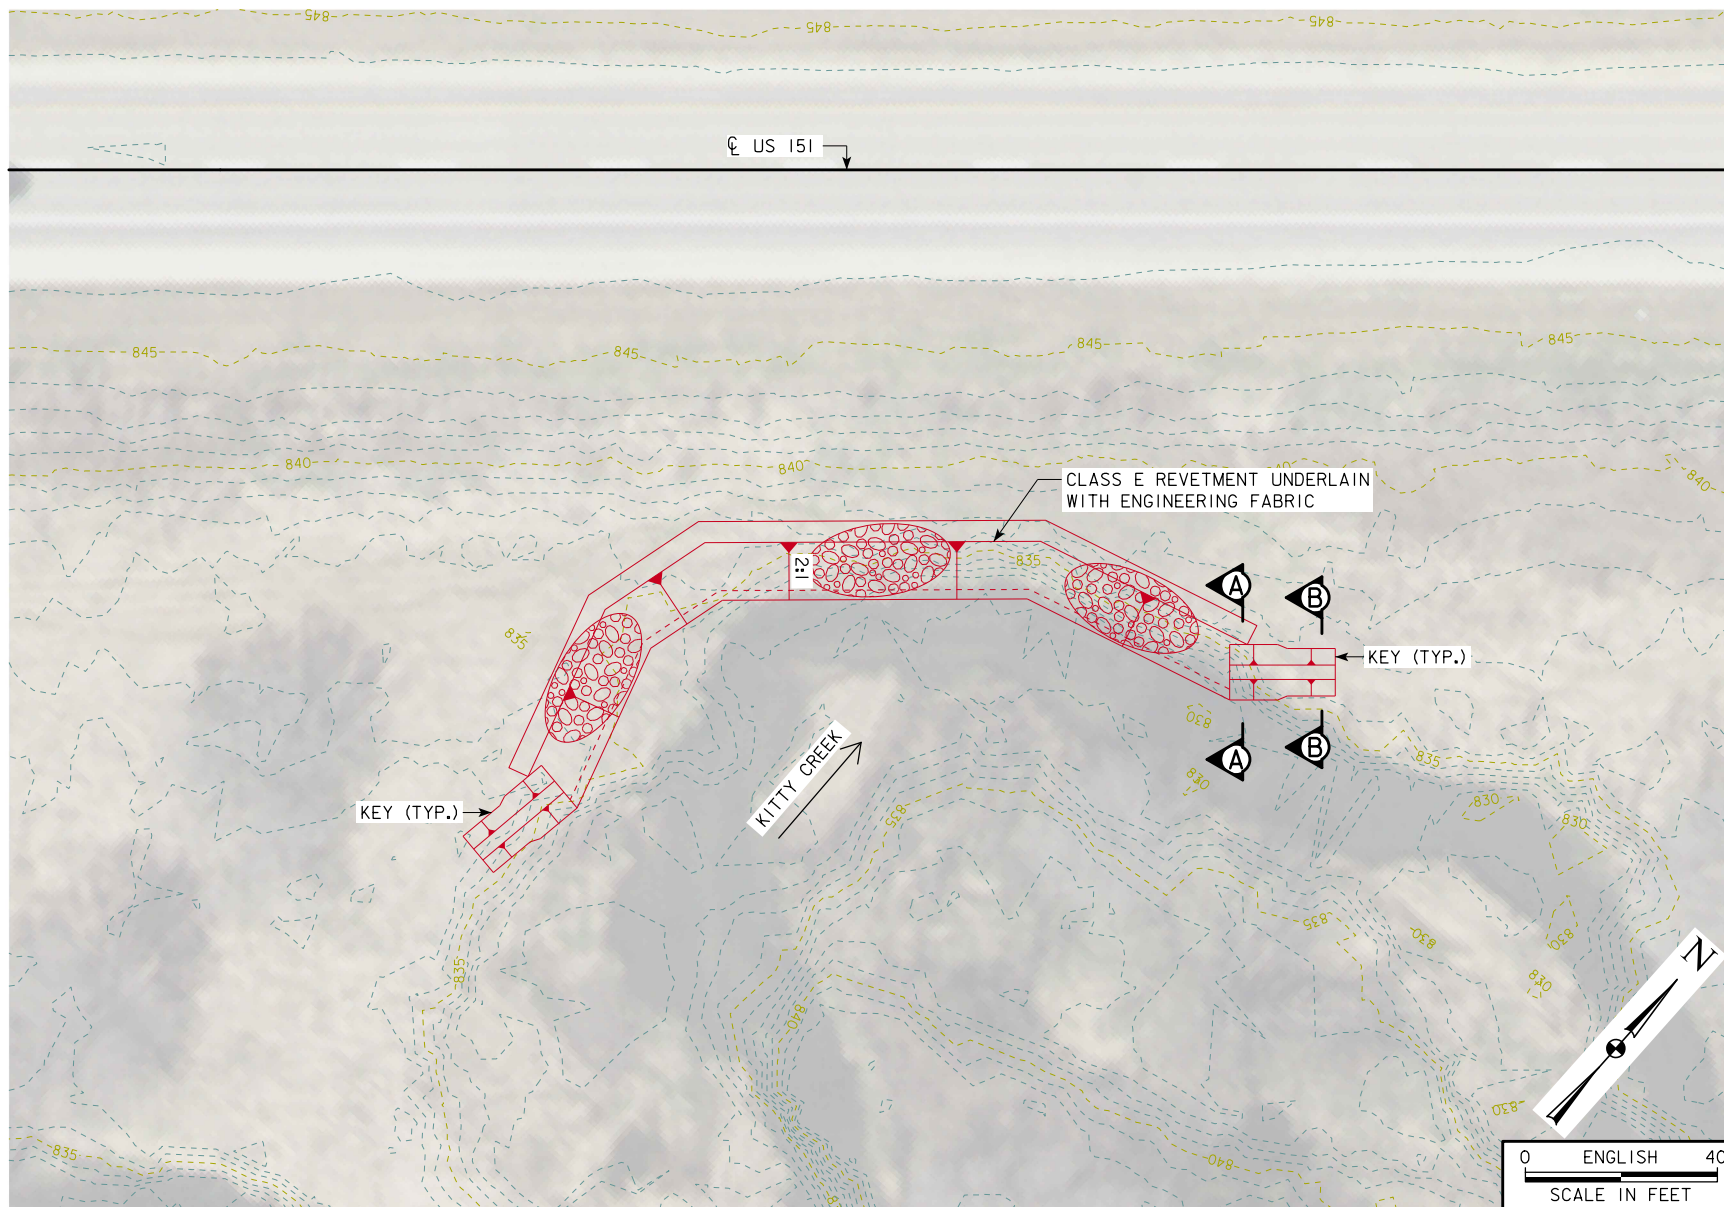 845
845
845
℄ US 151
845
845
845
845
840
840
840
840
CLASS E REVETMENT UNDERLAIN
WITH ENGINEERING FABRIC
835
2:1
A
B
835
KEY (TYP.)
830
KITTY CREEK
A
B
835
830
KEY (TYP.)
830
835
830
835
830
830
835
830
840
N
830
835
840
0 ENGLISH 40
SCALE IN FEET